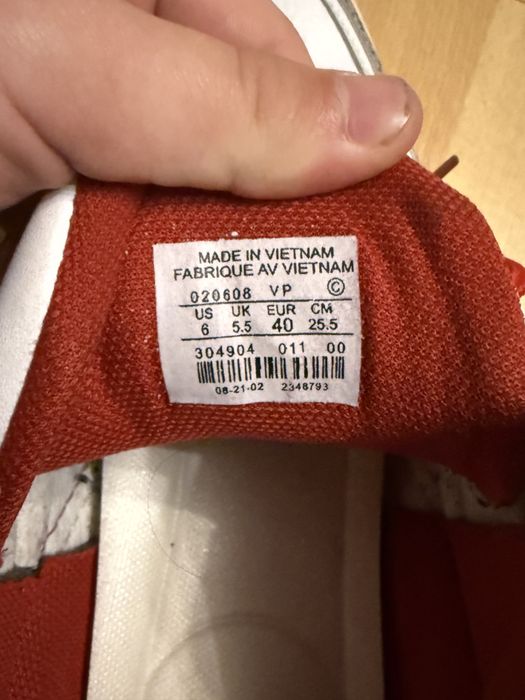 MADE IN VIETNAM
FABRIQUE AV VIETNAM
020608 VP ©
US UK EUR CM
6 5.5 40 25.5
304904 011 00
08-21-02 2348793